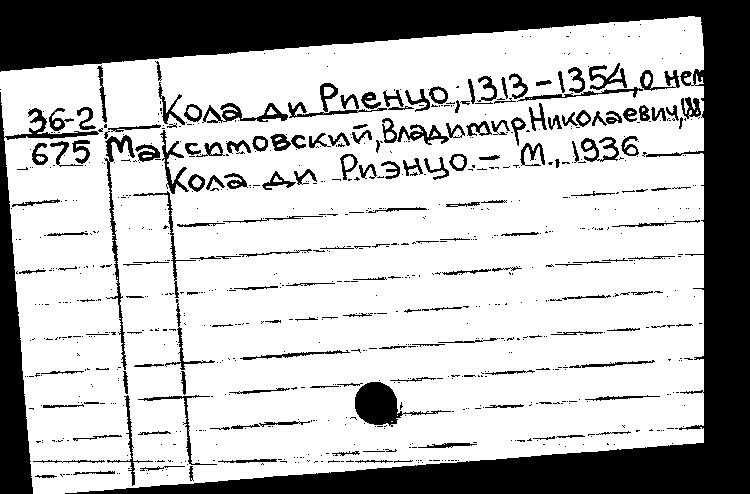 Кола ди Риенцо, 1313-1354, о нем
36-2
675 Максимовский, Владимир Николаевич,
Кола ди Риэнцо. - М., 1936.